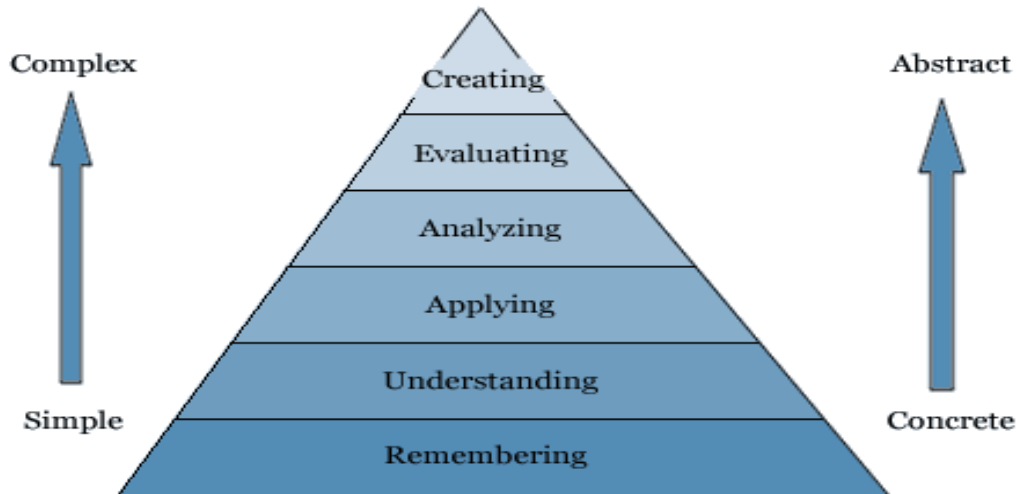 Complex
Abstract
Creating
Evaluating
Analyzing
Applying
Understanding
Simple
Concrete
Remembering